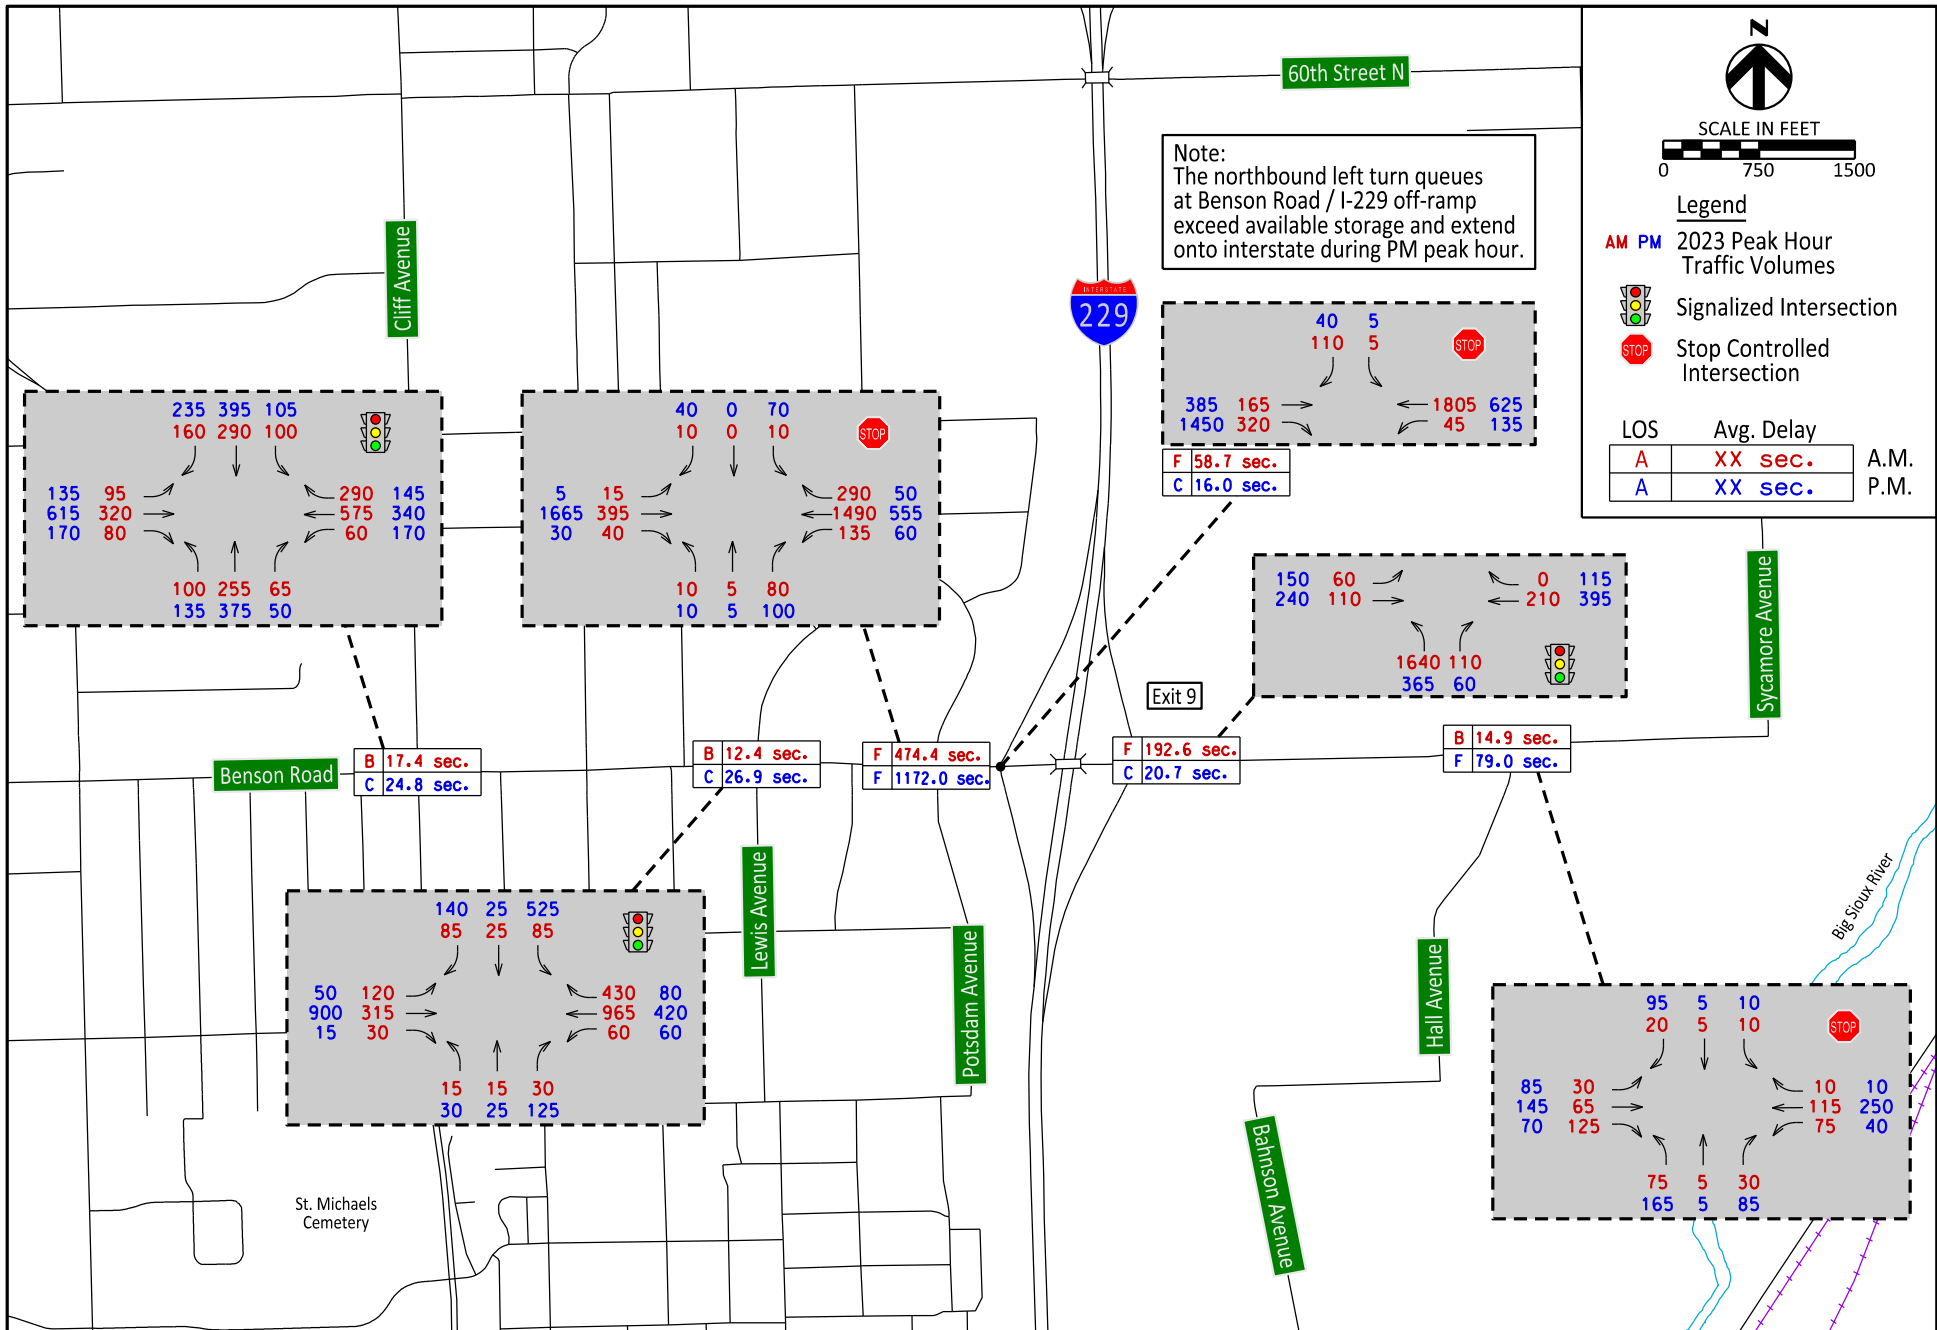 60th Street N
N
SCALE IN FEET
0 750 1500
Legend
AM PM 2023 Peak Hour
Traffic Volumes
Signalized Intersection
STOP Stop Controlled
Intersection
LOS Avg. Delay
A XX sec. A.M.
A XX sec. P.M.
Note:
The northbound left turn queues
at Benson Road / I-229 off-ramp
exceed available storage and extend
onto interstate during PM peak hour.
Cliff Avenue
INTERSTATE
229
40 5
110 5
STOP
385 165 1805 625
1450 320 45 135
F 58.7 sec.
C 16.0 sec.
235 395 105
160 290 100
135 95 290 145
615 320 575 340
170 80 60 170
100 255 65
135 375 50
40 0 70
10 0 10
STOP
5 15 290 50
1665 395 1490 555
30 40 135 60
10 5 80
10 5 100
150 60 0 115
240 110 210 395
1640 110
365 60
Exit 9
Sycamore Avenue
Benson Road
B 17.4 sec.
C 24.8 sec.
B 12.4 sec.
C 26.9 sec.
F 474.4 sec.
F 1172.0 sec.
F 192.6 sec.
C 20.7 sec.
B 14.9 sec.
F 79.0 sec.
140 25 525
85 25 85
50 120 430 80
900 315 965 420
15 30 60 60
15 15 30
30 25 125
Lewis Avenue
Potsdam Avenue
Hall Avenue
Big Sioux River
95 5 10
20 5 10
STOP
85 30 10 10
145 65 115 250
70 125 75 40
75 5 30
165 5 85
Bahnson Avenue
St. Michaels
Cemetery